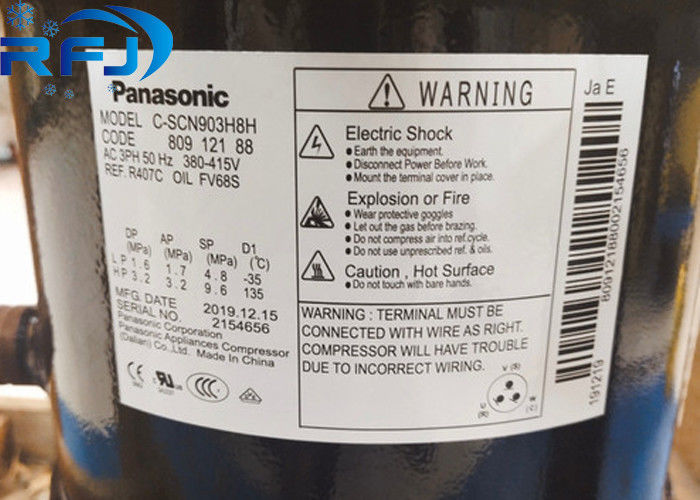 RFJ
Panasonic
MODEL C-SCN903H8H
CODE 809 121 88
AC 3PH 50 Hz 380-415V
REF. R407C OIL FV68S
DP AP SP D1
(MPa) (MPa) (MPa) (℃)
LP 1.6 1.7 4.8 -35
HP 3.2 3.2 9.6 135
MFG. DATE 2019.12.15
SERIAL NO. 2154656
Panasonic Corporation
Panasonic Appliances Compressor
(Dalian) Co.,Ltd. Made In China
WARNING
Electric Shock
●Earth the equipment.
●Disconnect Power Before Work.
●Mount the terminal cover in place.
Explosion or Fire
●Wear protective goggles
●Let out the gas before brazing.
●Do not compress air into ref.cycle.
●Do not use unprescribed ref. & oils.
Caution , Hot Surface
●Do not touch with bare hands.
WARNING : TERMINAL MUST BE
CONNECTED WITH WIRE AS RIGHT.
COMPRESSOR WILL HAVE TROUBLE
DUE TO INCORRECT WIRING.
V (S)
U (R)
W (C)
Ja E
80912188002154656
191219